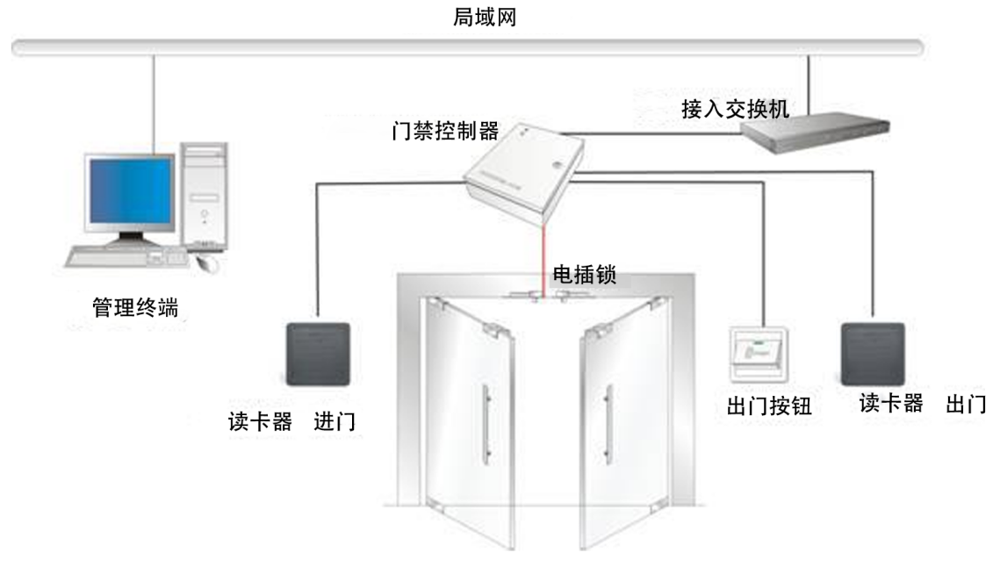 局域网
接入交换机
门禁控制器
电插锁
管理终端
读卡器 进门
出门按钮
读卡器 出门